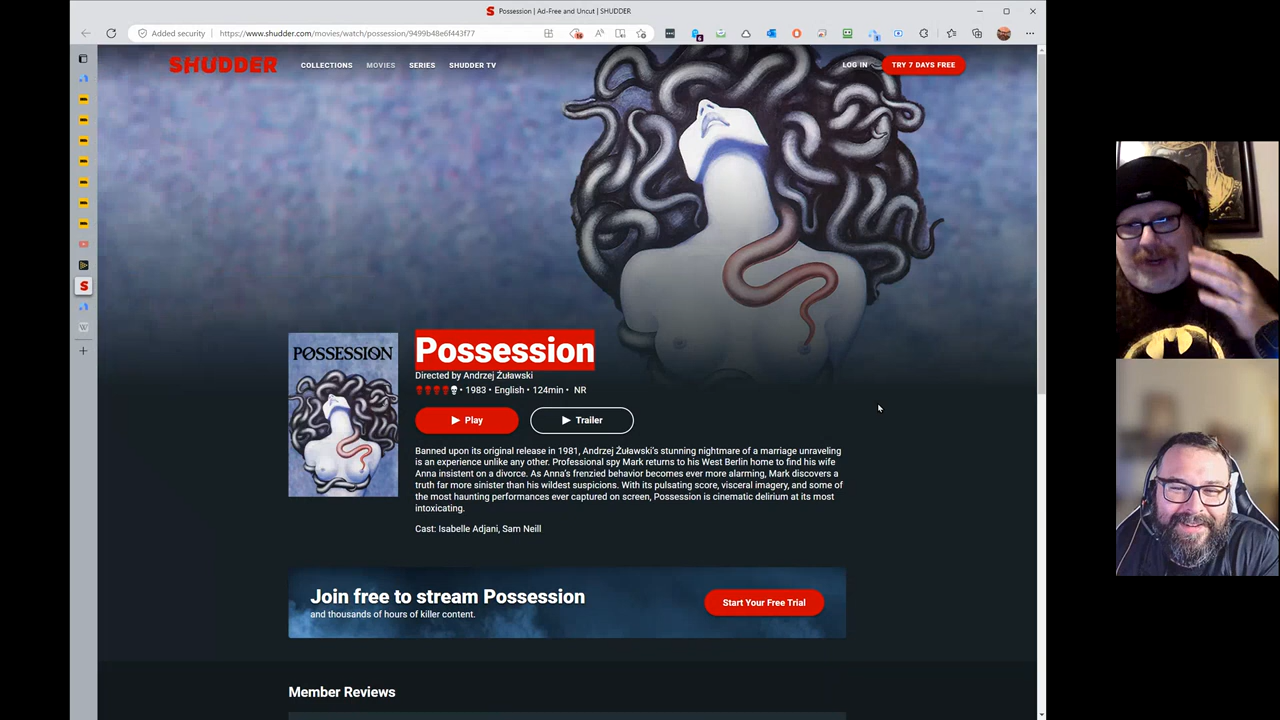 Possession | Ad-Free and Uncut | SHUDDER
Added security
https://www.shudder.com/movies/watch/possession/9499b48e6f443f77
SHUDDER
COLLECTIONS
MOVIES
SERIES
SHUDDER TV
LOG IN
TRY 7 DAYS FREE
POSSESSION
Possession
Directed by Andrzej Żuławski
• 1983 • English • 124min • NR
Play
Trailer
Banned upon its original release in 1981, Andrzej Żuławski's stunning nightmare of a marriage unraveling
is an experience unlike any other. Professional spy Mark returns to his West Berlin home to find his wife
Anna insistent on a divorce. As Anna's frenzied behavior becomes ever more alarming, Mark discovers a
truth far more sinister than his wildest suspicions. With its pulsating score, visceral imagery, and some of
the most haunting performances ever captured on screen, Possession is cinematic delirium at its most
intoxicating.
Cast: Isabelle Adjani, Sam Neill
Join free to stream Possession
and thousands of hours of killer content.
Start Your Free Trial
Member Reviews